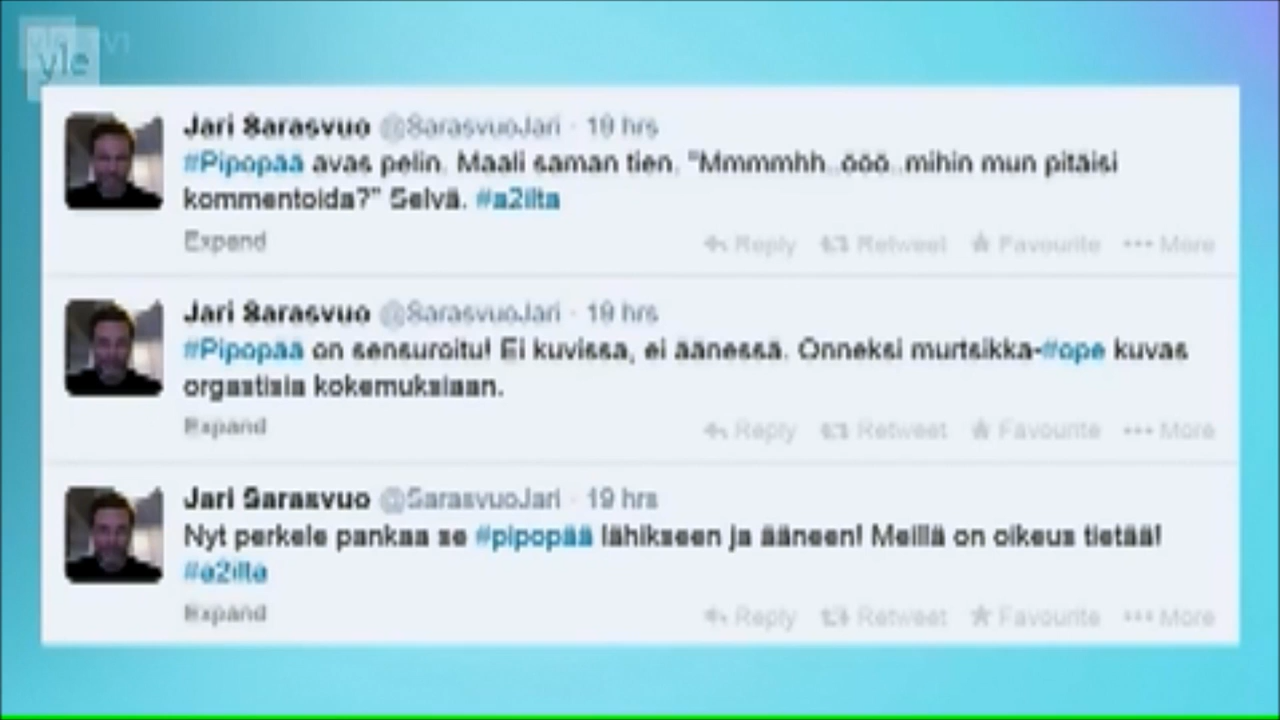 yle
Jari Sarasvuo @SarasvuoJari · 19 hrs
#Pipopää avas pelin. Maali saman tien. "Mmmmhh..ööö..mihin mun pitäisi
kommentoida?" Selvä. #a2ilta
Expand Reply Retweet Favourite More
Jari Sarasvuo @SarasvuoJari · 19 hrs
#Pipopää on sensuroitu! Ei kuvissa, ei äänessä. Onneksi murtsikka-#ope kuvas
orgastisia kokemuksiaan.
Expand Reply Retweet Favourite More
Jari Sarasvuo @SarasvuoJari · 19 hrs
Nyt perkele pankaa se #pipopää lähikseen ja ääneen! Meillä on oikeus tietää!
#a2ilta
Expand Reply Retweet Favourite More